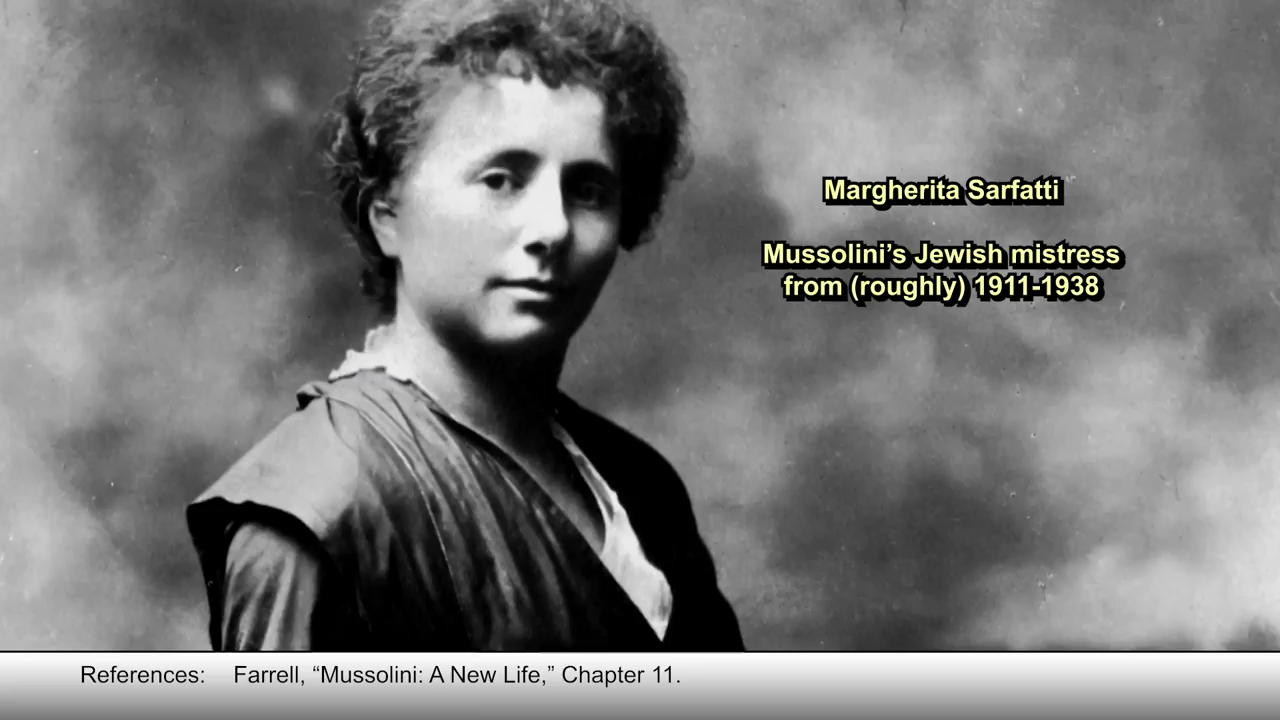 Margherita Sarfatti
Mussolini’s Jewish mistress
from (roughly) 1911-1938
References: Farrell, “Mussolini: A New Life,” Chapter 11.